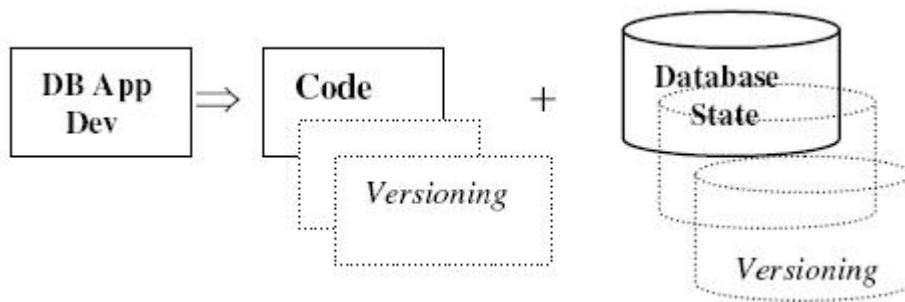 DB App
Dev
⇒
Code
Versioning
+
Database
State
Versioning